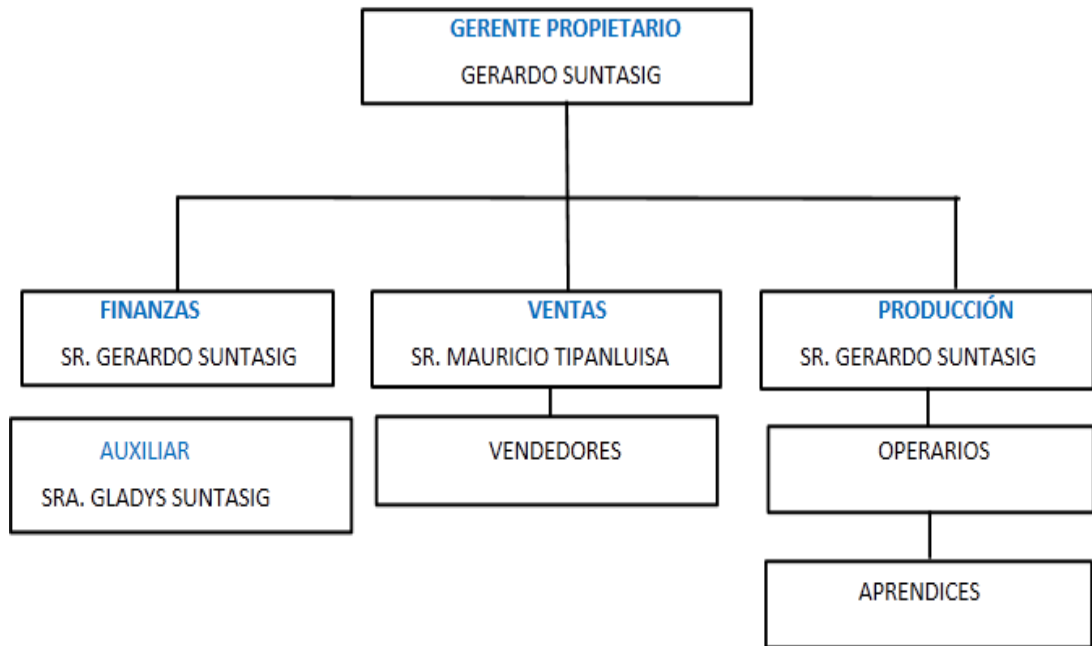 GERENTE PROPIETARIO
GERARDO SUNTASIG
FINANZAS
SR. GERARDO SUNTASIG
VENTAS
SR. MAURICIO TIPANLUISA
PRODUCCIÓN
SR. GERARDO SUNTASIG
AUXILIAR
SRA. GLADYS SUNTASIG
VENDEDORES
OPERARIOS
APRENDICES